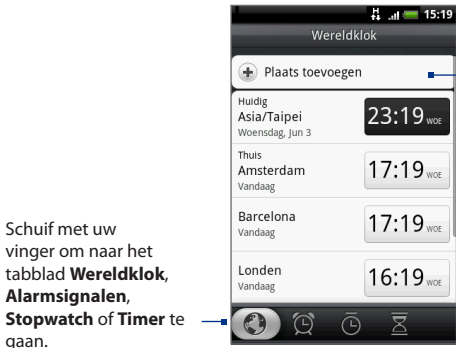 H 15:19
Wereldklok
Plaats toevoegen
Huidig
Asia/Taipei
Woensdag, Jun 3
23:19 WOE
Thuis
Amsterdam
Vandaag
17:19 WOE
Barcelona
Vandaag
17:19 WOE
Londen
Vandaag
16:19 WOE
Schuif met uw
vinger om naar het
tabblad Wereldklok,
Alarmsignalen,
Stopwatch of Timer te
gaan.